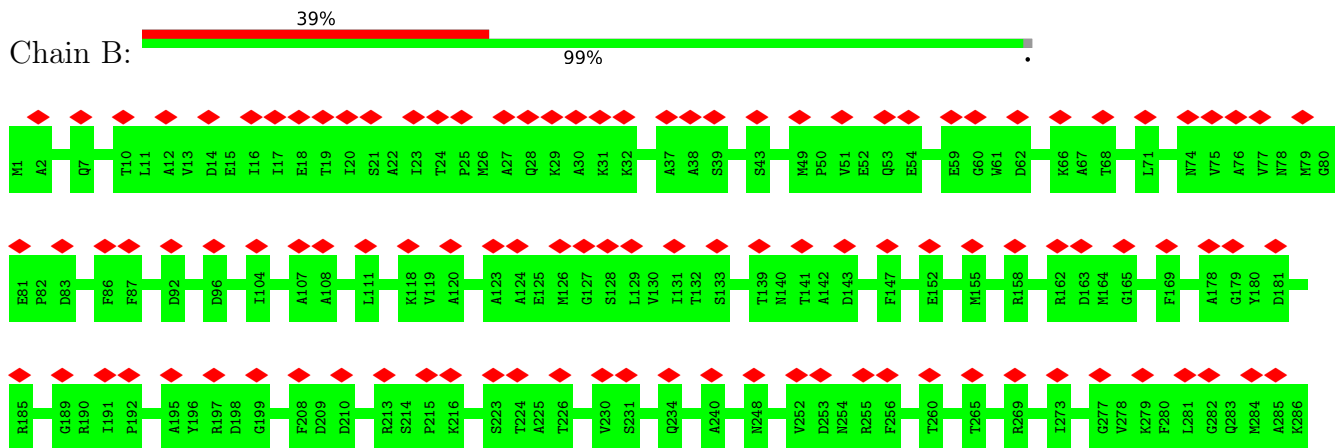 39%
Chain B:
99%
.
M1 A2 Q7 T10 L11 A12 V13 D14 E15 I16 I17 E18 T19 I20 S21 A22 I23 T24 P25 M26 A27 Q28 K29 A30 K31 K32 A37 A38 S39 S43 M49 P50 V51 E52 Q53 E54 E59 G60 W61 D62 K66 A67 T68 L71 N74 V75 A76 V77 N78 M79 G80
E81 P82 D83 F86 F87 D92 D96 I104 A107 A108 L111 K118 V119 A120 A123 A124 E125 M126 G127 S128 L129 V130 I131 T132 S133 T139 N140 T141 A142 D143 F147 E152 M155 R158 R162 D163 M164 G165 F169 A178 G179 Y180 D181
R185 G189 R190 I191 P192 A195 Y196 R197 D198 G199 F208 D209 D210 R213 S214 P215 K216 S223 T224 A225 T226 V230 S231 Q234 A240 N248 V252 D253 N254 R255 F256 T260 T265 R269 I273 G277 V278 K279 F280 L281 G282 Q283 M284 A285 K286